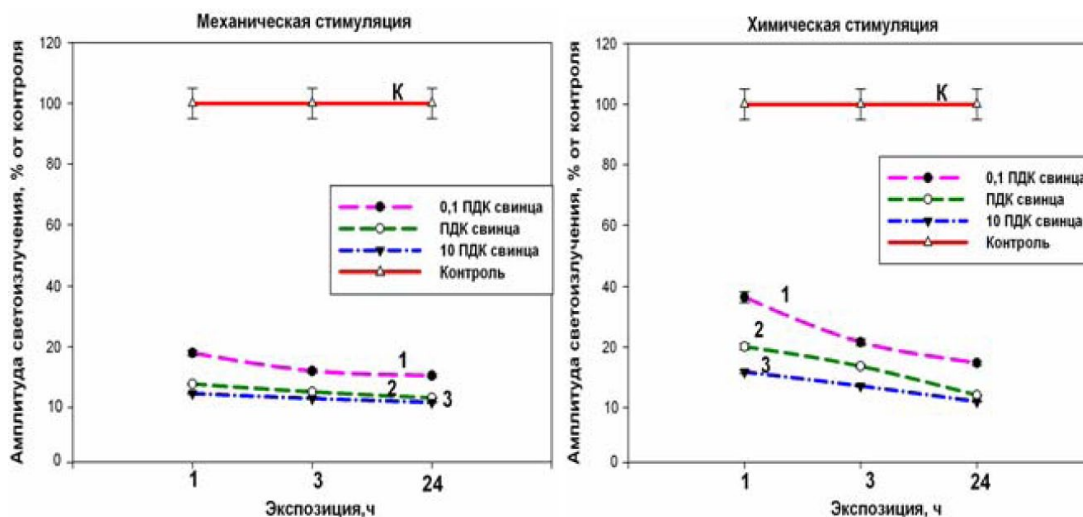 Механическая стимуляция
Амплитуда светоизлучения, % от контроля
120
100
80
60
40
20
10
0
К
0,1 ПДК свинца
ПДК свинца
10 ПДК свинца
Контроль
1
2
3
1
3
24
Экспозиция,ч
Химическая стимуляция
Амплитуда светоизлучения, % от контроля
120
100
80
60
40
20
10
0
К
0,1 ПДК свинца
ПДК свинца
10 ПДК свинца
Контроль
1
2
3
1
3
24
Экспозиция, ч